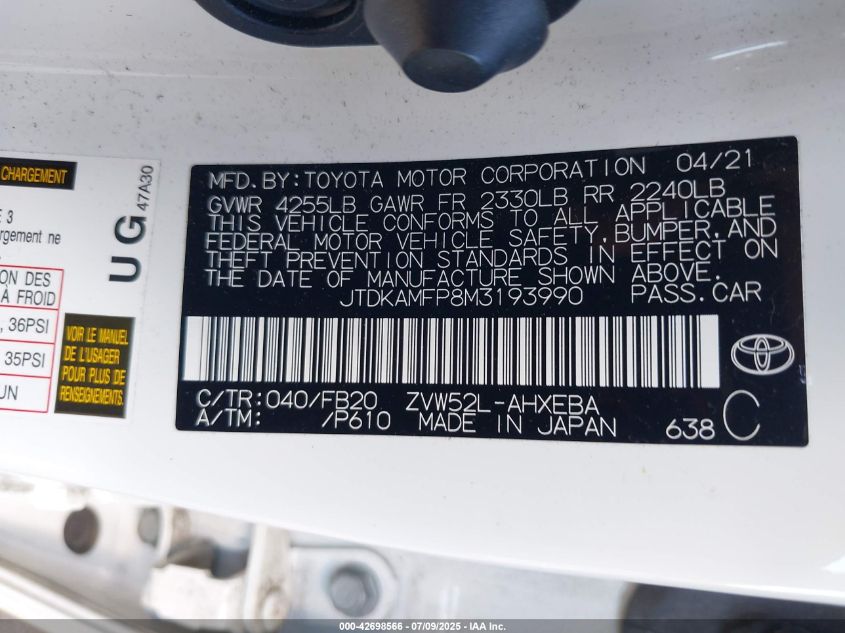 CHARGEMENT
E 3
argement ne
ION DES
À FROID
, 36PSI
35PSI
UN
UG
47A30
VOIR LE MANUEL
DE L'USAGER
POUR PLUS DE
RENSEIGNEMENTS
MFD. BY: TOYOTA MOTOR CORPORATION 04/21
GVWR 4255LB GAWR FR 2330LB RR 2240LB
THIS VEHICLE CONFORMS TO ALL APPLICABLE
FEDERAL MOTOR VEHICLE SAFETY, BUMPER, AND
THEFT PREVENTION STANDARDS IN EFFECT ON
THE DATE OF MANUFACTURE SHOWN ABOVE.
JTDKAMFP8M3193990 PASS.CAR
C/TR: 040/FB20 ZVW52L-AHXEBA
A/TM: /P610 MADE IN JAPAN 638 C
000-42698566 | 07/09/2025 - IAA Inc.